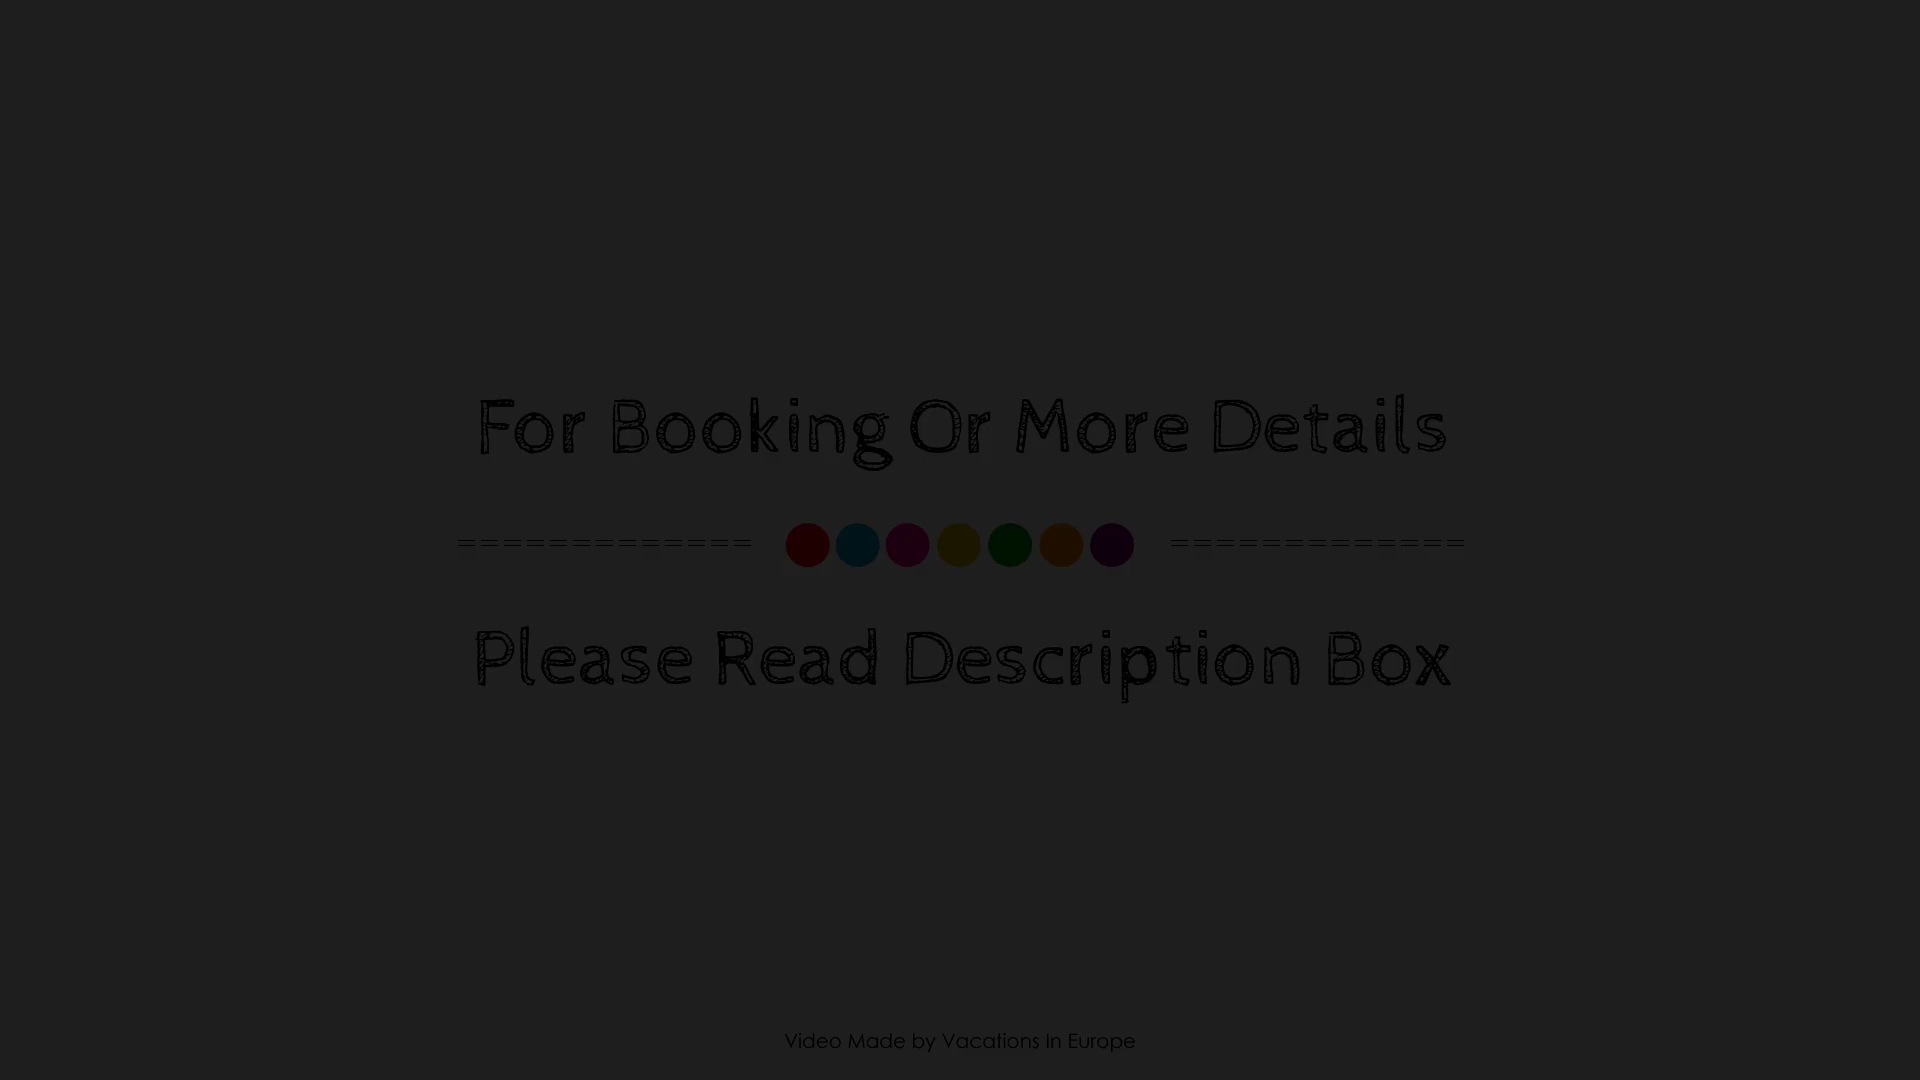 For Booking Or More Details
============= =============
Please Read Description Box
Video Made by Vacations In Europe